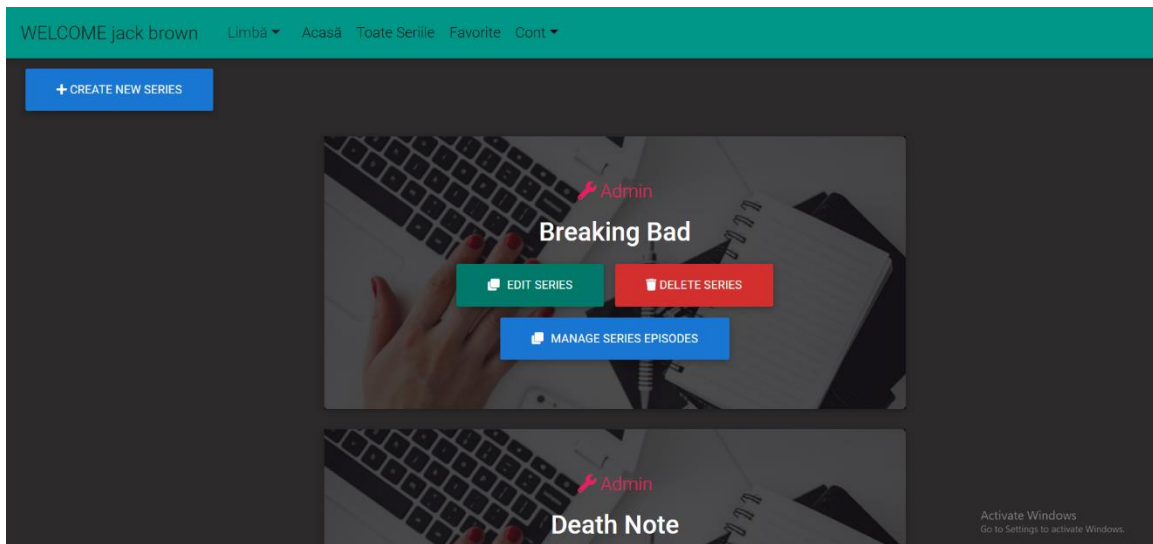 WELCOME jack brown Limbă Acasă Toate Seriile Favorite Cont
CREATE NEW SERIES
Admin
Breaking Bad
EDIT SERIES DELETE SERIES
MANAGE SERIES EPISODES
Admin
Death Note
Activate Windows
Go to Settings to activate Windows.